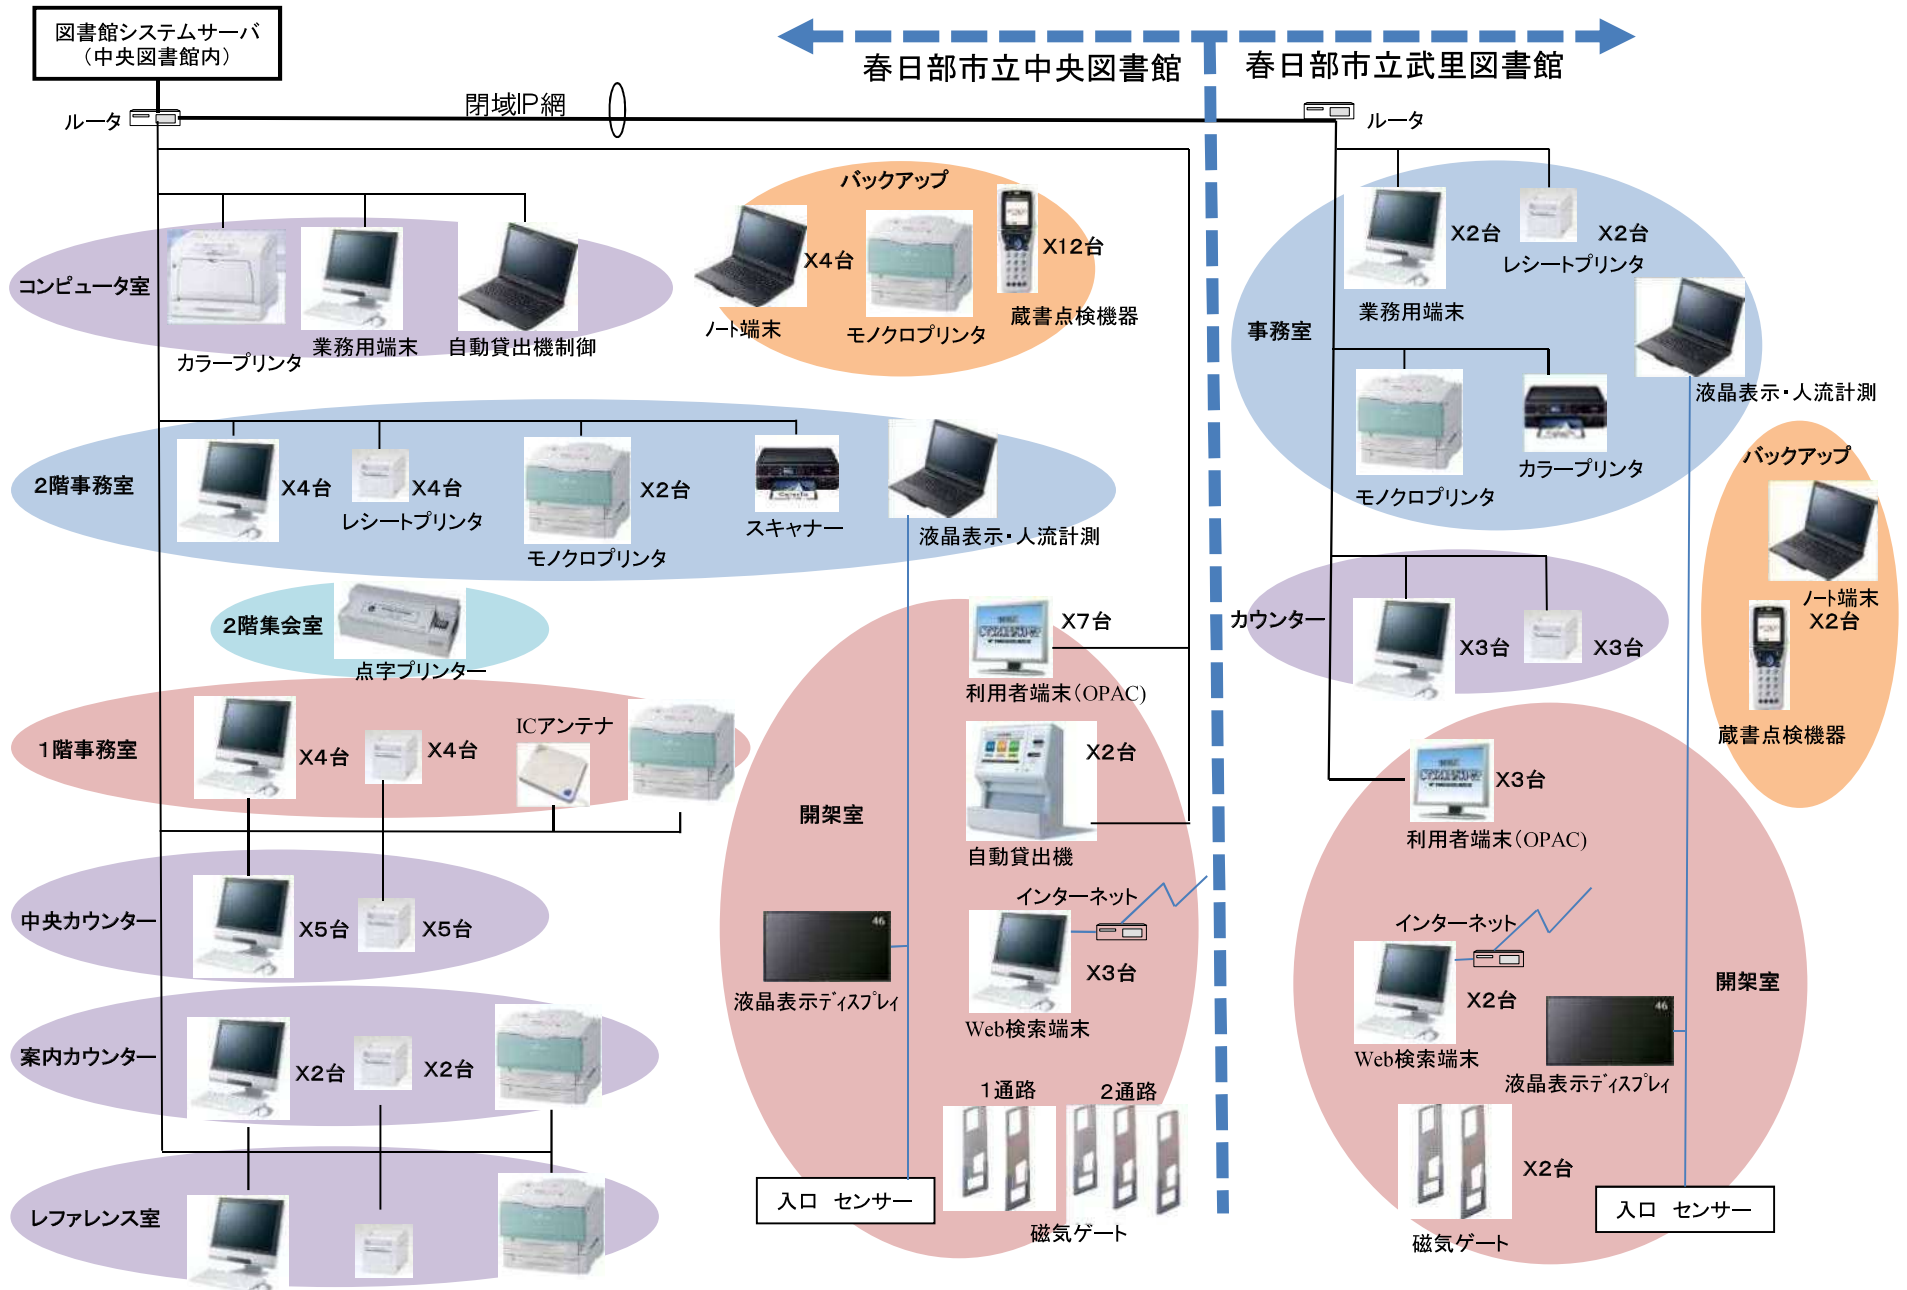 図書館システムサーバ
（中央図書館内）
春日部市立中央図書館
春日部市立武里図書館
ルータ
閉域IP網
ルータ
コンピュータ室
カラープリンタ
業務用端末
自動貸出機制御
バックアップ
X4台
ノート端末
モノクロプリンタ
X12台
蔵書点検機器
2階事務室
X4台
X4台
レシートプリンタ
X2台
モノクロプリンタ
スキャナー
液晶表示・人流計測
2階集会室
点字プリンター
1階事務室
X4台
X4台
ICアンテナ
中央カウンター
X5台
X5台
案内カウンター
X2台
X2台
レファレンス室
開架室
X7台
利用者端末（OPAC）
X2台
自動貸出機
インターネット
X3台
Web検索端末
46
液晶表示ディスプレィ
1通路
2通路
磁気ゲート
入口　センサー
事務室
X2台
業務用端末
X2台
レシートプリンタ
モノクロプリンタ
カラープリンタ
液晶表示・人流計測
バックアップ
ノート端末
X2台
蔵書点検機器
カウンター
X3台
X3台
X3台
利用者端末（OPAC）
開架室
インターネット
X2台
Web検索端末
46
液晶表示ディスプレィ
X2台
磁気ゲート
入口　センサー